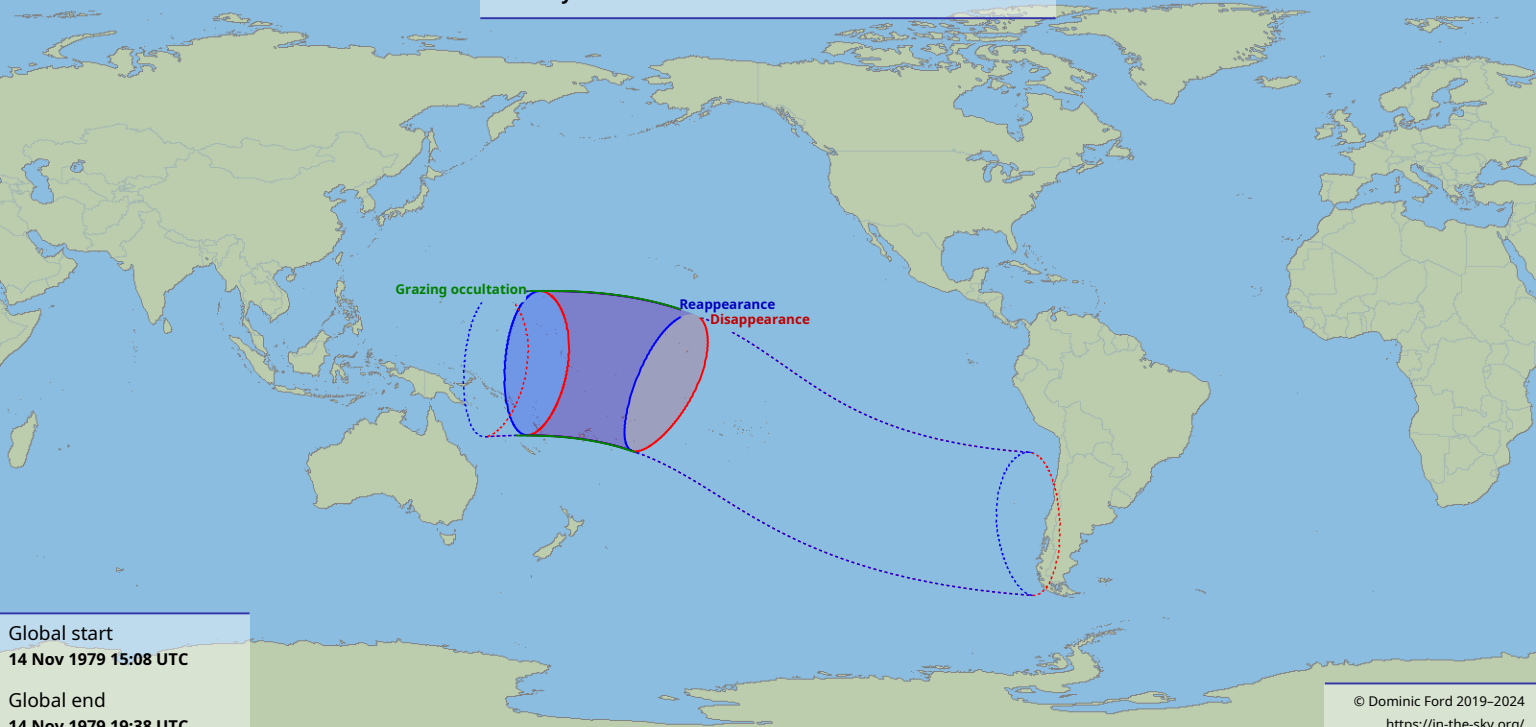 Grazing occultation
Reappearance
Disappearance
Global start
14 Nov 1979 15:08 UTC
Global end
14 Nov 1979 19:38 UTC
© Dominic Ford 2019–2024
https://in-the-sky.org/